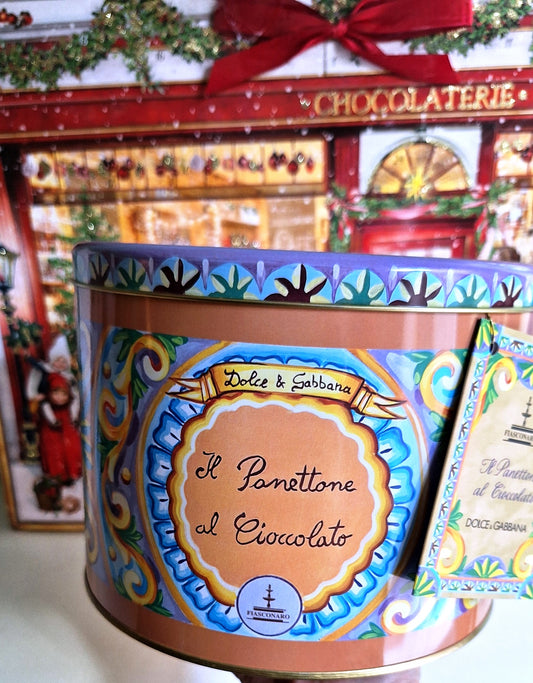 CHOCOLATERIE
Dolce & Gabbana
Il Panettone
al Cioccolato
FIASCONARO
FIASCONARO
Il Panettone
al Cioccolato
DOLCE & GABBANA